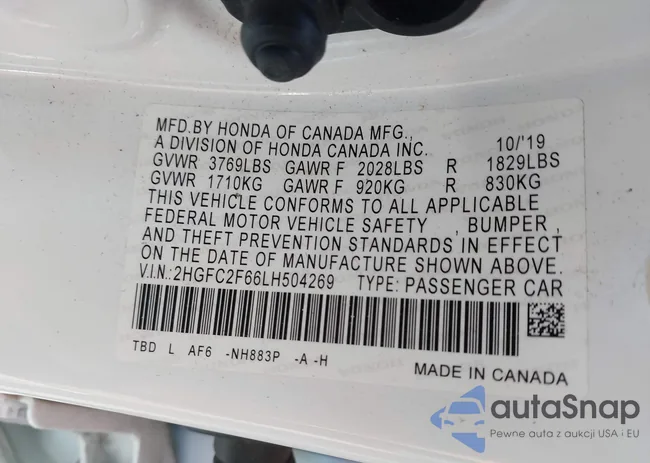 MFD.BY HONDA OF CANADA MFG.,
A DIVISION OF HONDA CANADA INC. 10/'19
GVWR 3769LBS GAWR F 2028LBS R 1829LBS
GVWR 1710KG GAWR F 920KG R 830KG
THIS VEHICLE CONFORMS TO ALL APPLICABLE
FEDERAL MOTOR VEHICLE SAFETY , BUMPER,
AND THEFT PREVENTION STANDARDS IN EFFECT
ON THE DATE OF MANUFACTURE SHOWN ABOVE.
V.I.N.: 2HGFC2F66LH504269 TYPE: PASSENGER CAR
TBD L AF6 -NH883P -A -H
MADE IN CANADA
autaSnap
Pewne auta z aukcji USA i EU